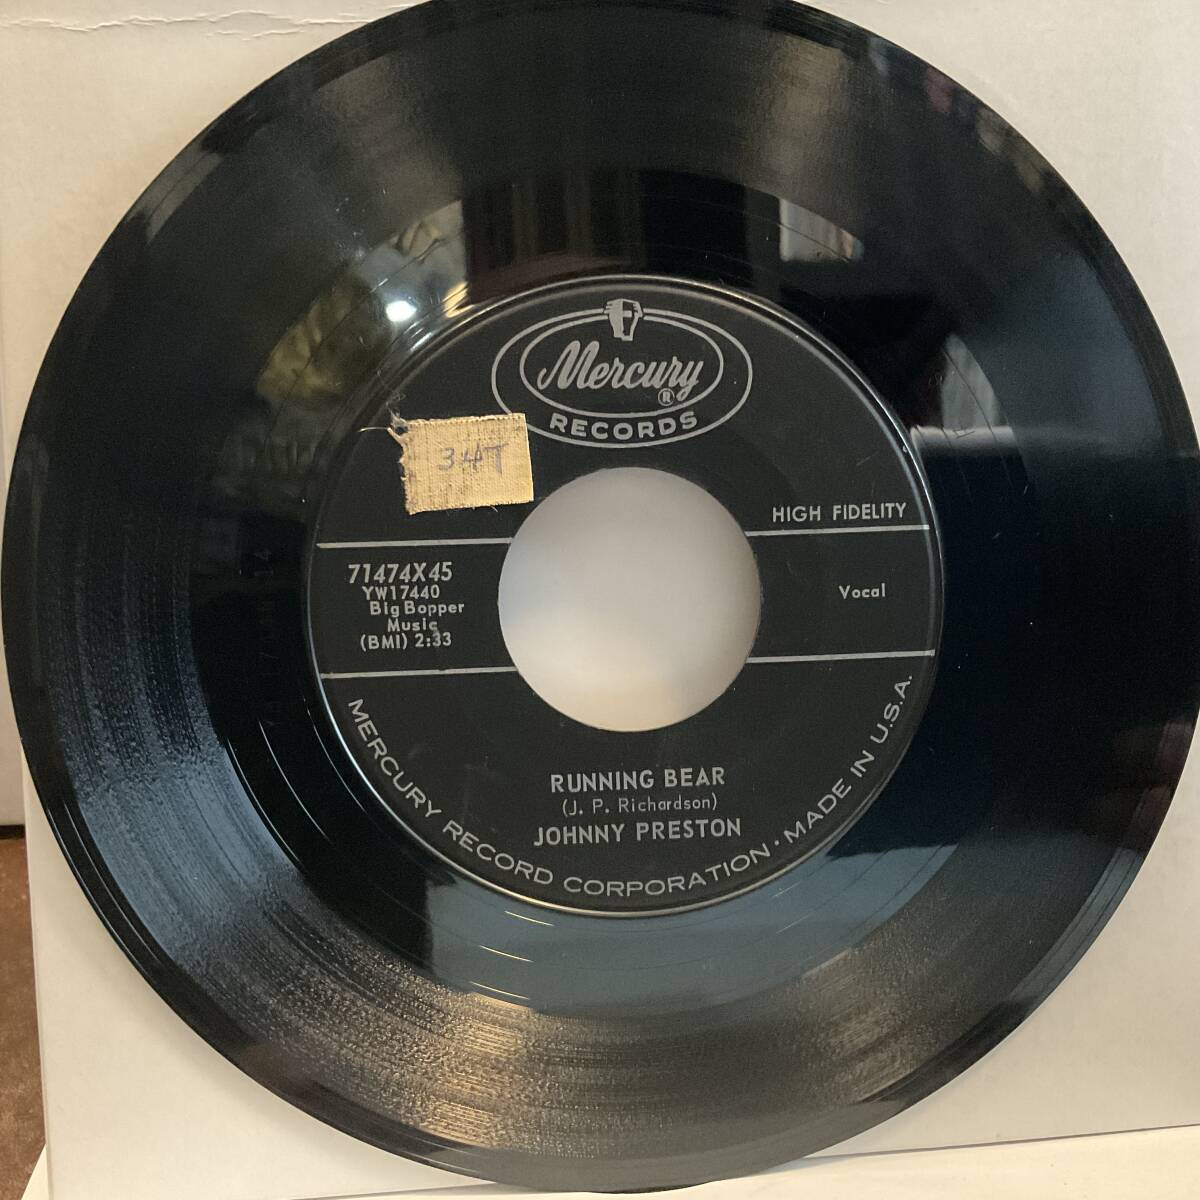 Mercury
®
RECORDS
34T
HIGH FIDELITY
71474X45
YW17440
Big Bopper
Music
(BMI) 2:33
Vocal
RUNNING BEAR
(J. P. Richardson)
JOHNNY PRESTON
MERCURY RECORD CORPORATION · MADE IN U.S.A.